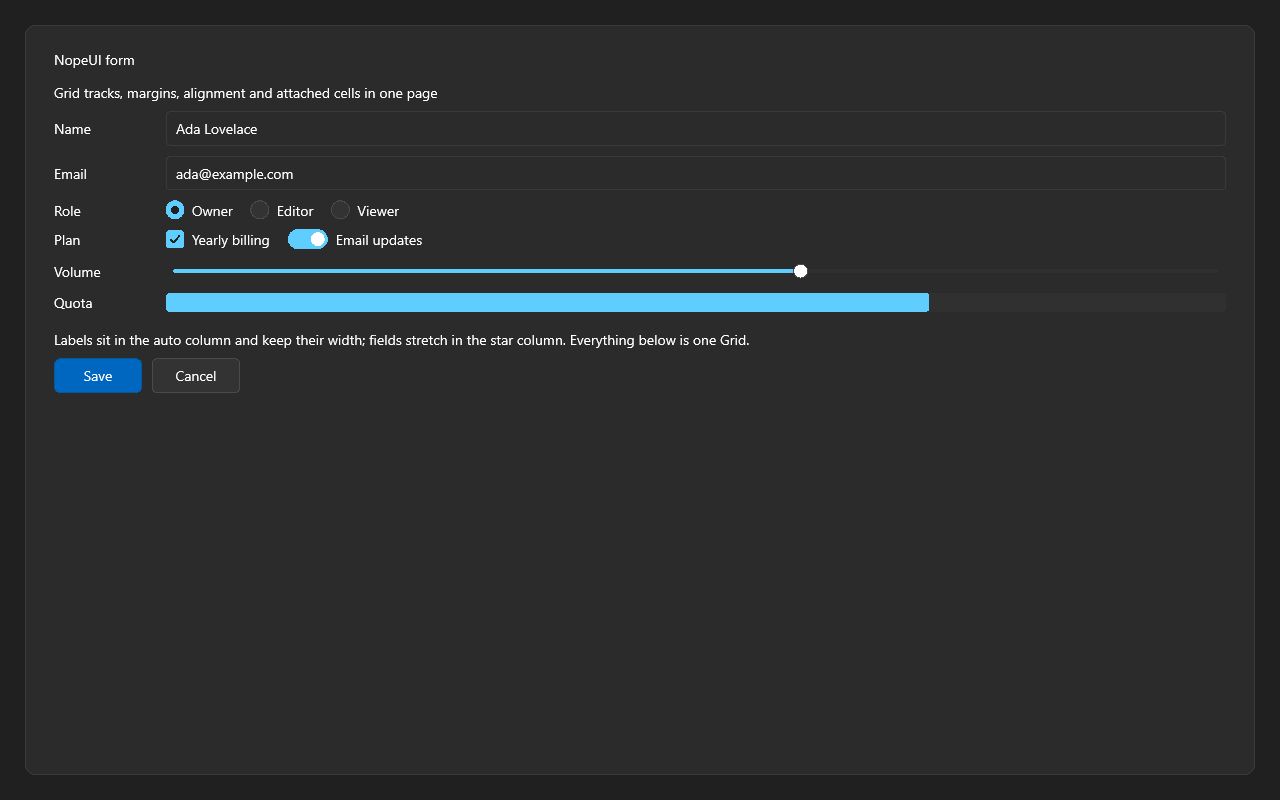 NopeUI form
Grid tracks, margins, alignment and attached cells in one page
Name Ada Lovelace
Email ada@example.com
Role Owner Editor Viewer
Plan Yearly billing Email updates
Volume
Quota
Labels sit in the auto column and keep their width; fields stretch in the star column. Everything below is one Grid.
Save Cancel